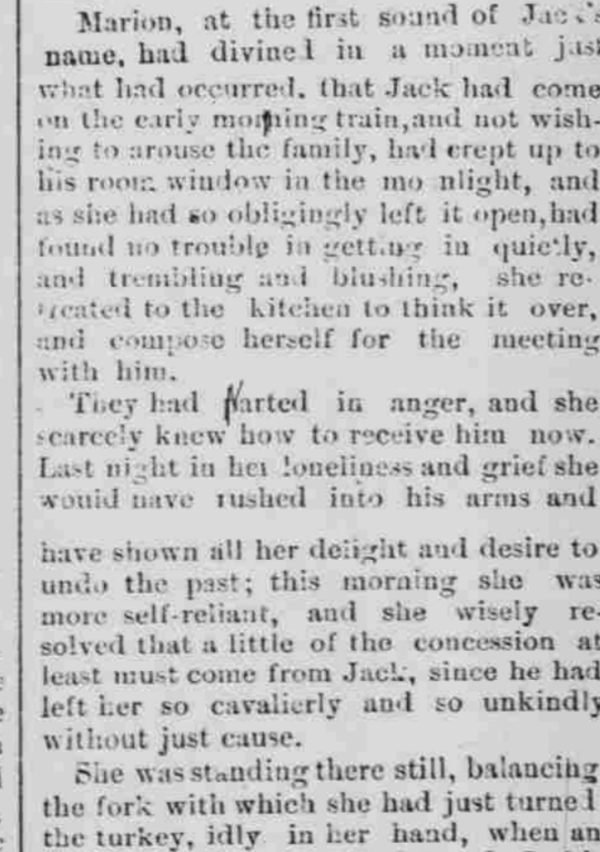 Marion, at the first sound of Jack's
name, had divined in a moment just
what had occurred, that Jack had come
on the early morning train, and not wish-
ing to arouse the family, had crept up to
his room window in the mo nlight, and
as she had so obligingly left it open, had
found no trouble in getting in quietly,
and trembling and blushing, she re-
treated to the kitchen to think it over,
and compose herself for the meeting
with him.
They had parted in anger, and she
scarcely knew how to receive him now.
Last night in her loneliness and grief she
would have rushed into his arms and
have shown all her delight and desire to
undo the past; this morning she was
more self-reliant, and she wisely re-
solved that a little of the concession at
least must come from Jack, since he had
left her so cavalierly and so unkindly
without just cause.
She was standing there still, balancing
the fork with which she had just turned
the turkey, idly in her hand, when an